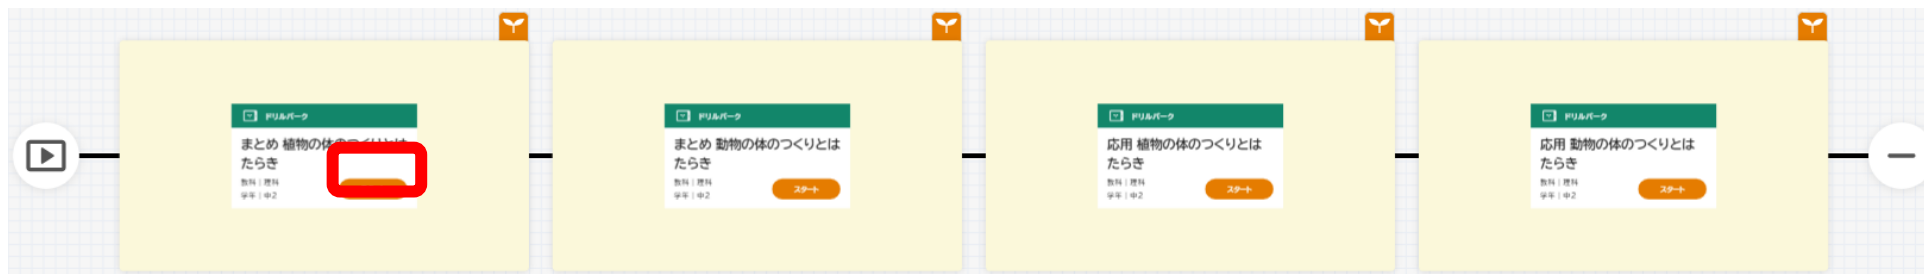 ドリルパーク
まとめ 植物の体のつくりとは
たらき
教科｜理科
学年｜中2
ドリルパーク
まとめ 動物の体のつくりとは
たらき
教科｜理科
学年｜中2
スタート
ドリルパーク
応用 植物の体のつくりとは
たらき
教科｜理科
学年｜中2
スタート
ドリルパーク
応用 動物の体のつくりとは
たらき
教科｜理科
学年｜中2
スタート